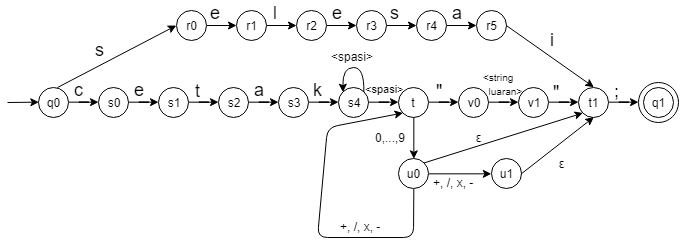 r0 e r1 l r2 e r3 s r4 a r5
s
i
<spasi>
q0 c s0 e s1 t s2 a s3 k s4 <spasi> t " v0 <string luaran> v1 " t1 ; q1
0,...,9
ε
u0 +, /, x, - u1 ε
+, /, x, -